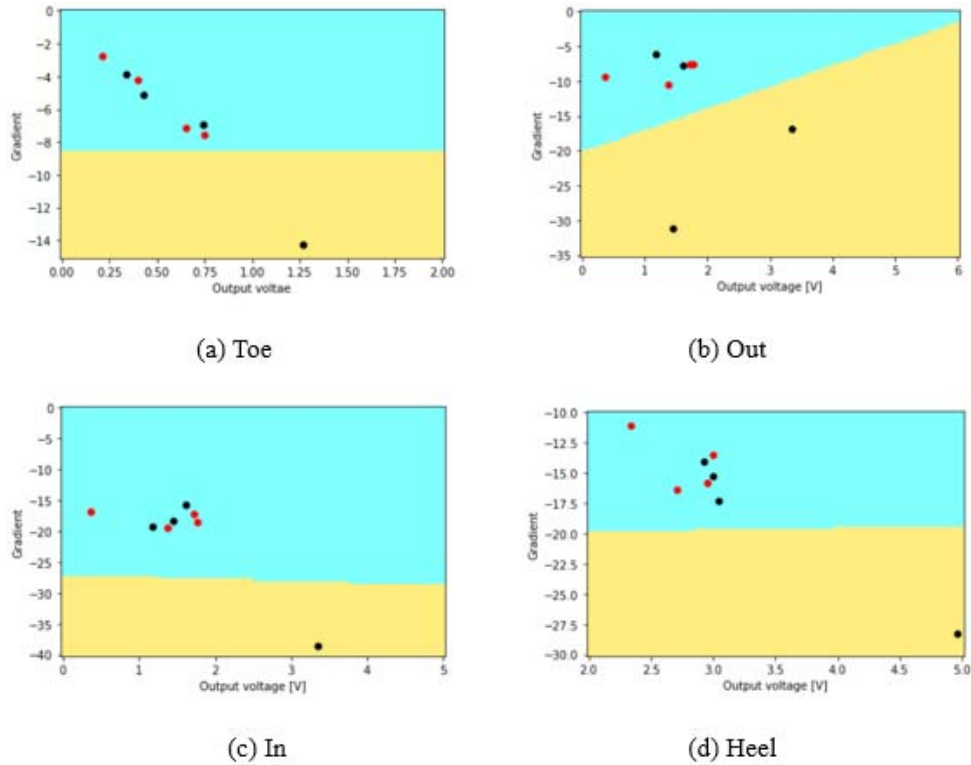 0
−2
−4
−6
−8
−10
−12
−14
Gradient
0.00 0.25 0.50 0.75 1.00 1.25 1.50 1.75 2.00
Output voltae
(a) Toe
0
−5
−10
−15
−20
−25
−30
−35
Gradient
0 1 2 3 4 5 6
Output voltage [V]
(b) Out
0
−5
−10
−15
−20
−25
−30
−35
−40
Gradient
0 1 2 3 4 5
Output voltage [V]
(c) In
−10.0
−12.5
−15.0
−17.5
−20.0
−22.5
−25.0
−27.5
−30.0
Gradient
2.0 2.5 3.0 3.5 4.0 4.5 5.0
Output voltage [V]
(d) Heel